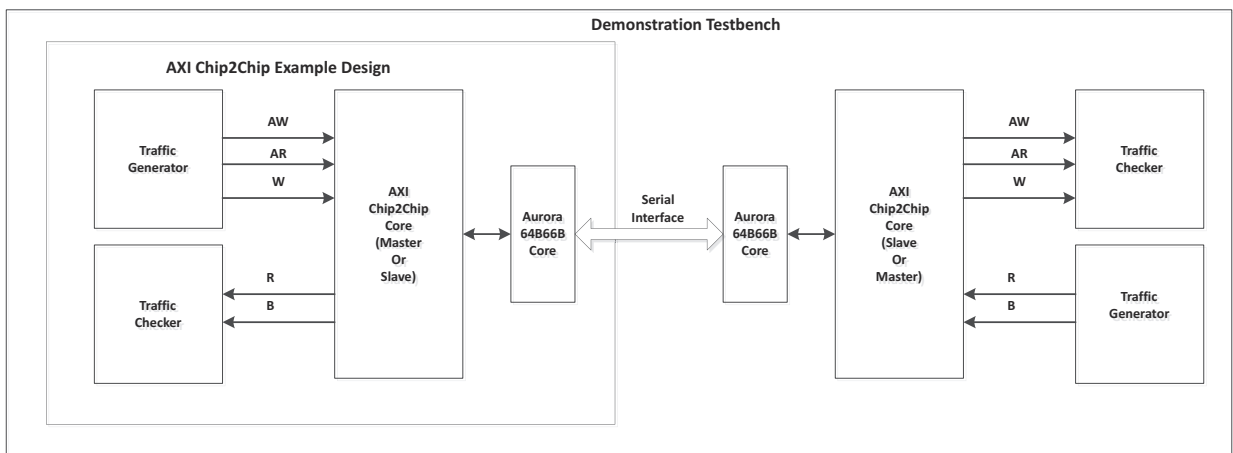 Demonstration Testbench
AXI Chip2Chip Example Design
Traffic
Generator
AW
AR
W
Traffic
Checker
R
B
AXI
Chip2Chip
Core
(Master
Or
Slave)
Aurora
64B66B
Core
Serial
Interface
Aurora
64B66B
Core
AXI
Chip2Chip
Core
(Slave
Or
Master)
AW
AR
W
Traffic
Checker
R
B
Traffic
Generator